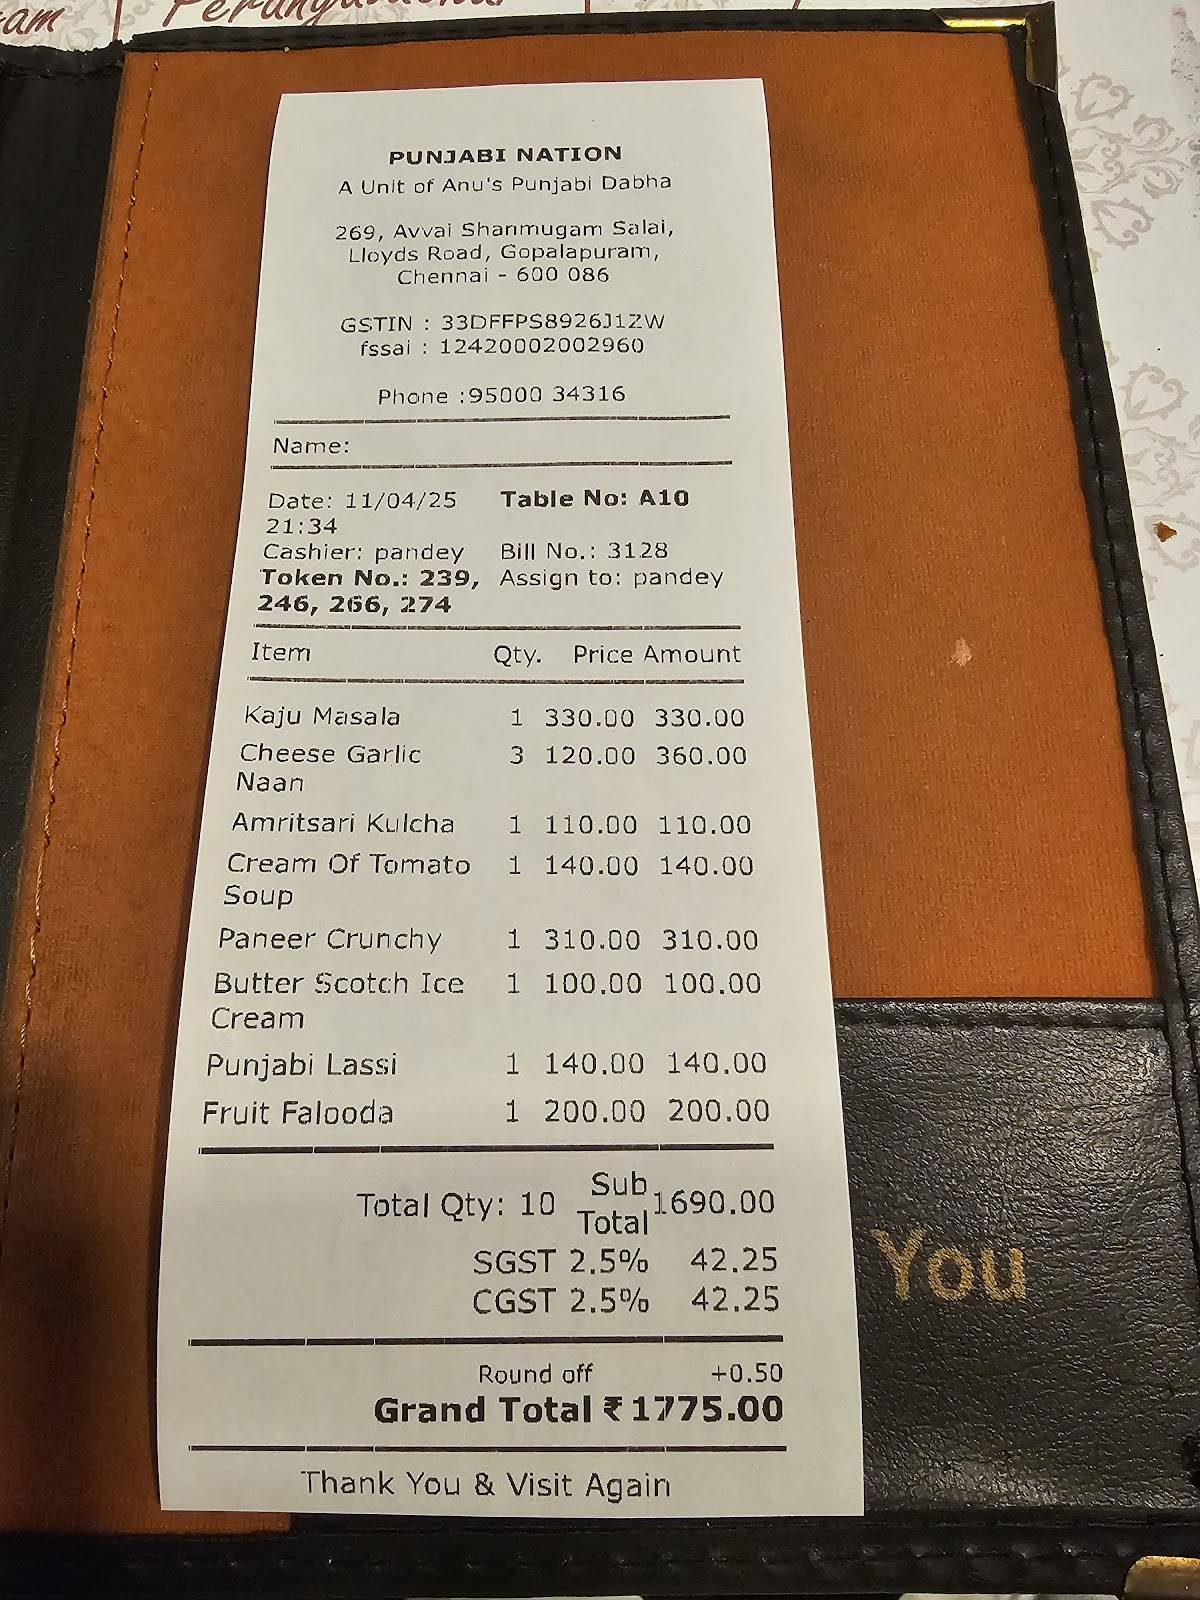 am
PUNJABI NATION
A Unit of Anu's Punjabi Dabha
269, Avvai Shanmugam Salai,
Lloyds Road, Gopalapuram,
Chennai - 600 086
GSTIN : 33DFFPS8926J1ZW
fssai : 12420002002960
Phone :95000 34316
Name:
Date: 11/04/25 Table No: A10
21:34
Cashier: pandey Bill No.: 3128
Token No.: 239, Assign to: pandey
246, 266, 274
Item Qty. Price Amount
Kaju Masala 1 330.00 330.00
Cheese Garlic 3 120.00 360.00
Naan
Amritsari Kulcha 1 110.00 110.00
Cream Of Tomato 1 140.00 140.00
Soup
Paneer Crunchy 1 310.00 310.00
Butter Scotch Ice 1 100.00 100.00
Cream
Punjabi Lassi 1 140.00 140.00
Fruit Falooda 1 200.00 200.00
Total Qty: 10 Sub Total 1690.00
SGST 2.5% 42.25
CGST 2.5% 42.25
Round off +0.50
Grand Total ₹ 1775.00
Thank You & Visit Again
You